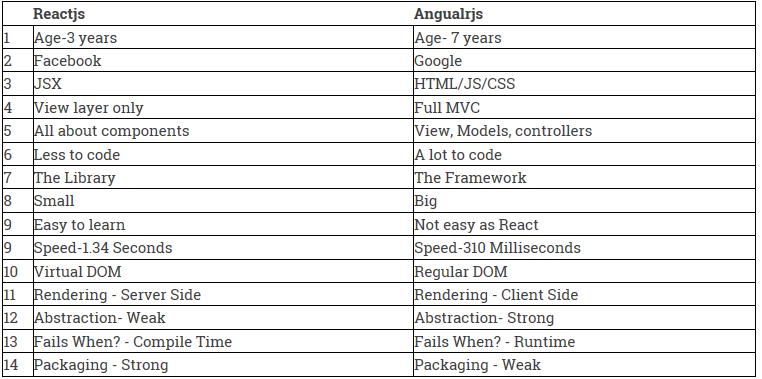 Reactjs Angualrjs
1 Age-3 years Age- 7 years
2 Facebook Google
3 JSX HTML/JS/CSS
4 View layer only Full MVC
5 All about components View, Models, controllers
6 Less to code A lot to code
7 The Library The Framework
8 Small Big
9 Easy to learn Not easy as React
9 Speed-1.34 Seconds Speed-310 Milliseconds
10 Virtual DOM Regular DOM
11 Rendering - Server Side Rendering - Client Side
12 Abstraction- Weak Abstraction- Strong
13 Fails When? - Compile Time Fails When? - Runtime
14 Packaging - Strong Packaging - Weak